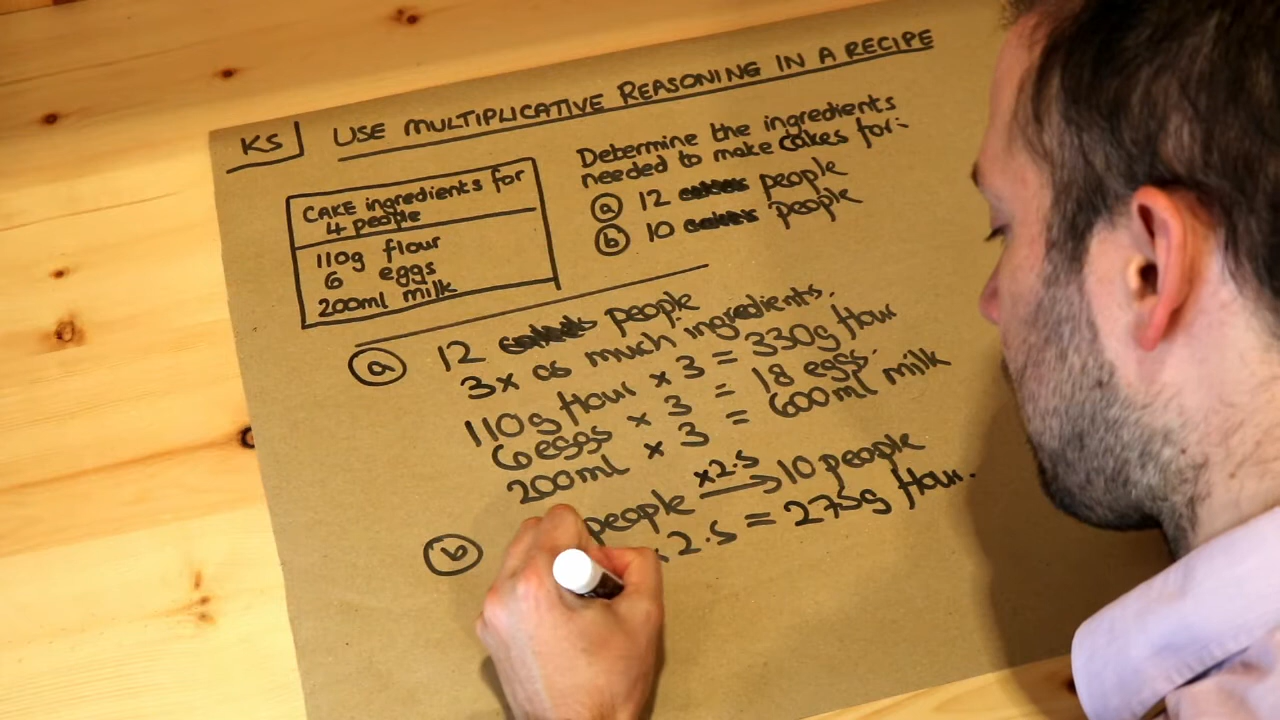 KS
USE MULTIPLICATIVE REASONING IN A RECIPE
CAKE ingredients for
4 people
110g flour
6 eggs
200ml milk
Determine the ingredients
needed to make cakes for:
a 12 people
b 10 people
a 12 people
3x as much ingredients.
110g flour x 3 = 330g flour
6 eggs x 3 = 18 eggs.
200ml x 3 = 600ml milk
b people x2.5 → 10 people
x 2.5 = 275g flour.